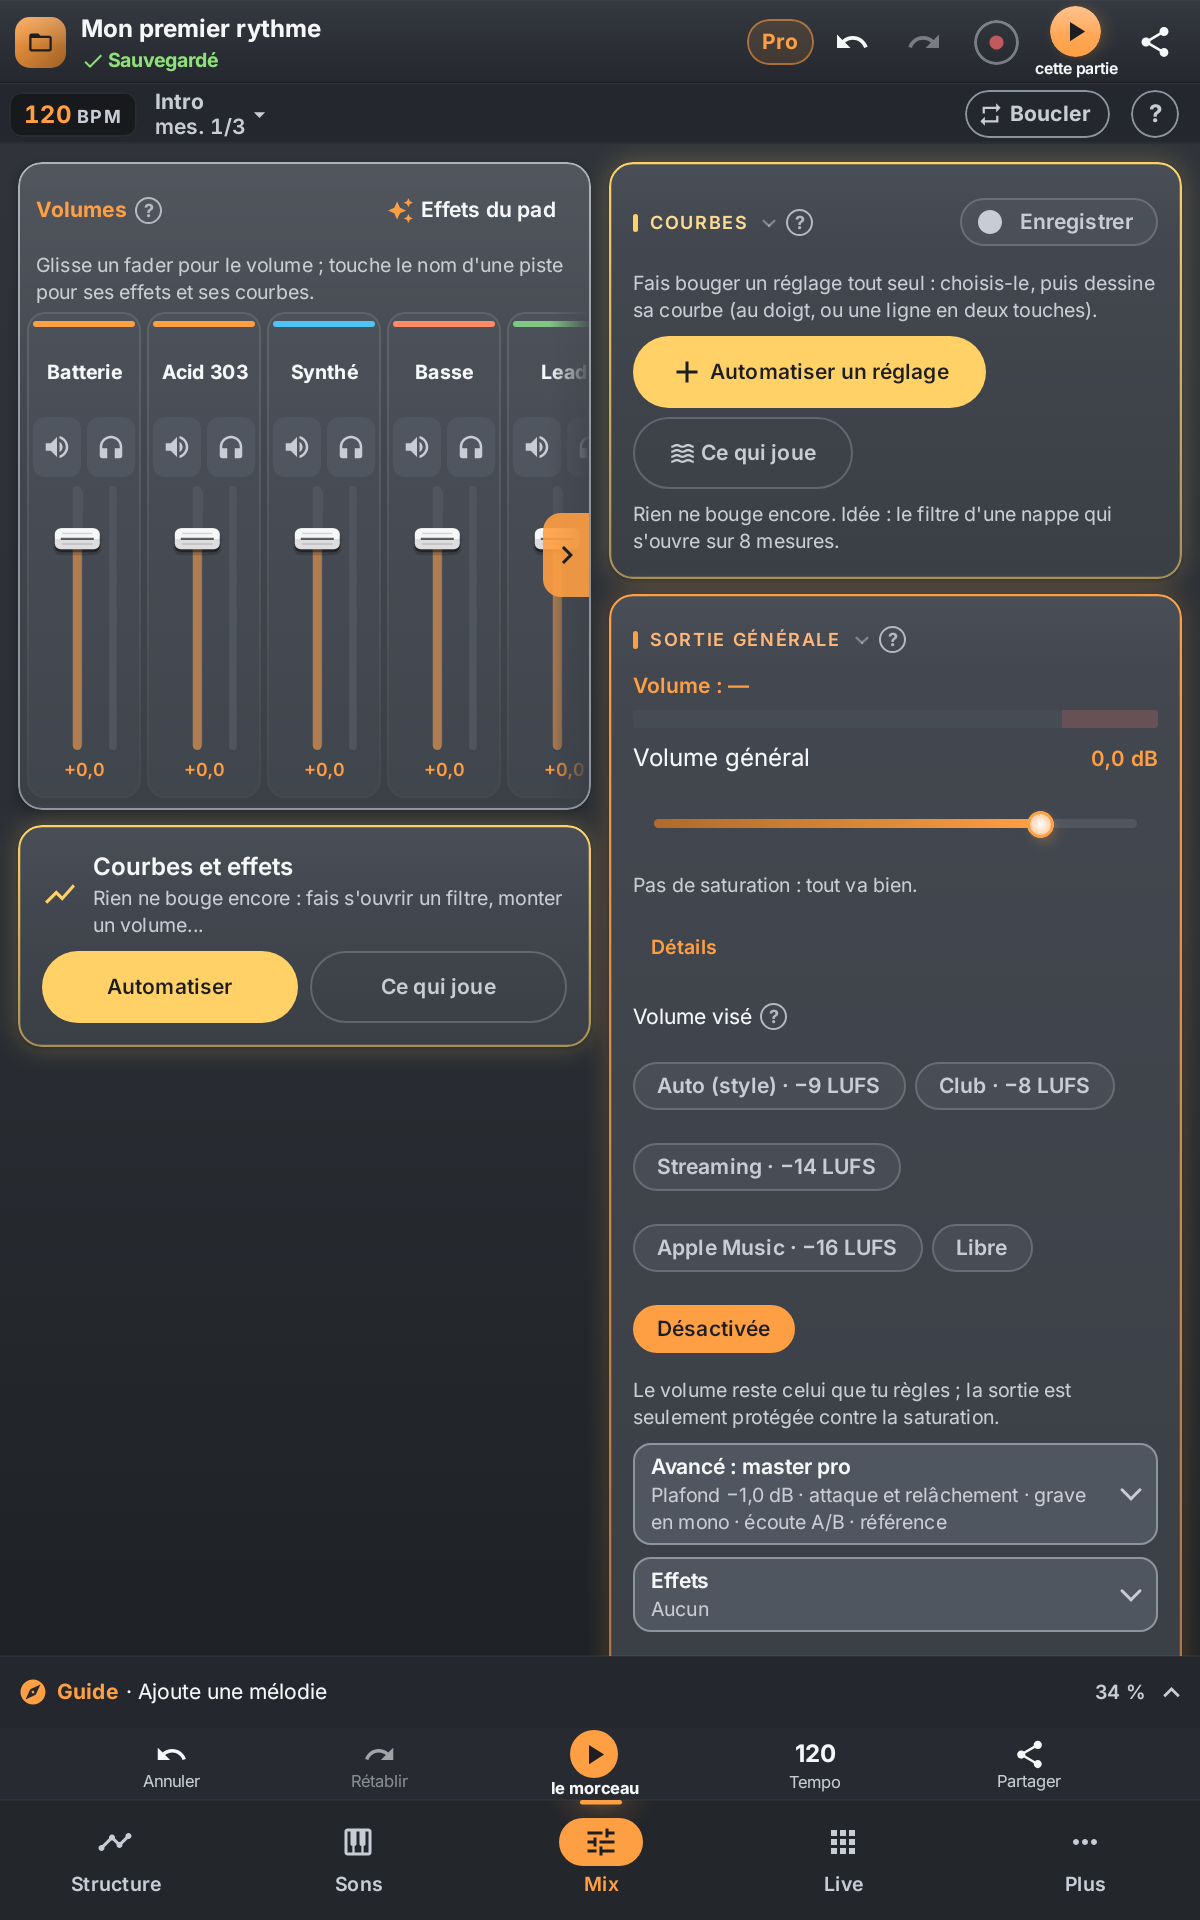 Mon premier rythme
Sauvegardé
Pro
cette partie
120 BPM
Intro
mes. 1/3
Boucler
?
Volumes ?
Effets du pad
Glisse un fader pour le volume ; touche le nom d'une piste
pour ses effets et ses courbes.
Batterie
Acid 303
Synthé
Basse
Lead
+0,0
+0,0
+0,0
+0,0
+0,0
Courbes et effets
Rien ne bouge encore : fais s'ouvrir un filtre, monter
un volume...
Automatiser
Ce qui joue
COURBES ?
Enregistrer
Fais bouger un réglage tout seul : choisis-le, puis dessine
sa courbe (au doigt, ou une ligne en deux touches).
Automatiser un réglage
Ce qui joue
Rien ne bouge encore. Idée : le filtre d'une nappe qui
s'ouvre sur 8 mesures.
SORTIE GÉNÉRALE ?
Volume : —
Volume général
0,0 dB
Pas de saturation : tout va bien.
Détails
Volume visé ?
Auto (style) · −9 LUFS
Club · −8 LUFS
Streaming · −14 LUFS
Apple Music · −16 LUFS
Libre
Désactivée
Le volume reste celui que tu règles ; la sortie est
seulement protégée contre la saturation.
Avancé : master pro
Plafond −1,0 dB · attaque et relâchement · grave
en mono · écoute A/B · référence
Effets
Aucun
Guide · Ajoute une mélodie
34 %
Annuler
Rétablir
le morceau
120
Tempo
Partager
Structure
Sons
Mix
Live
Plus